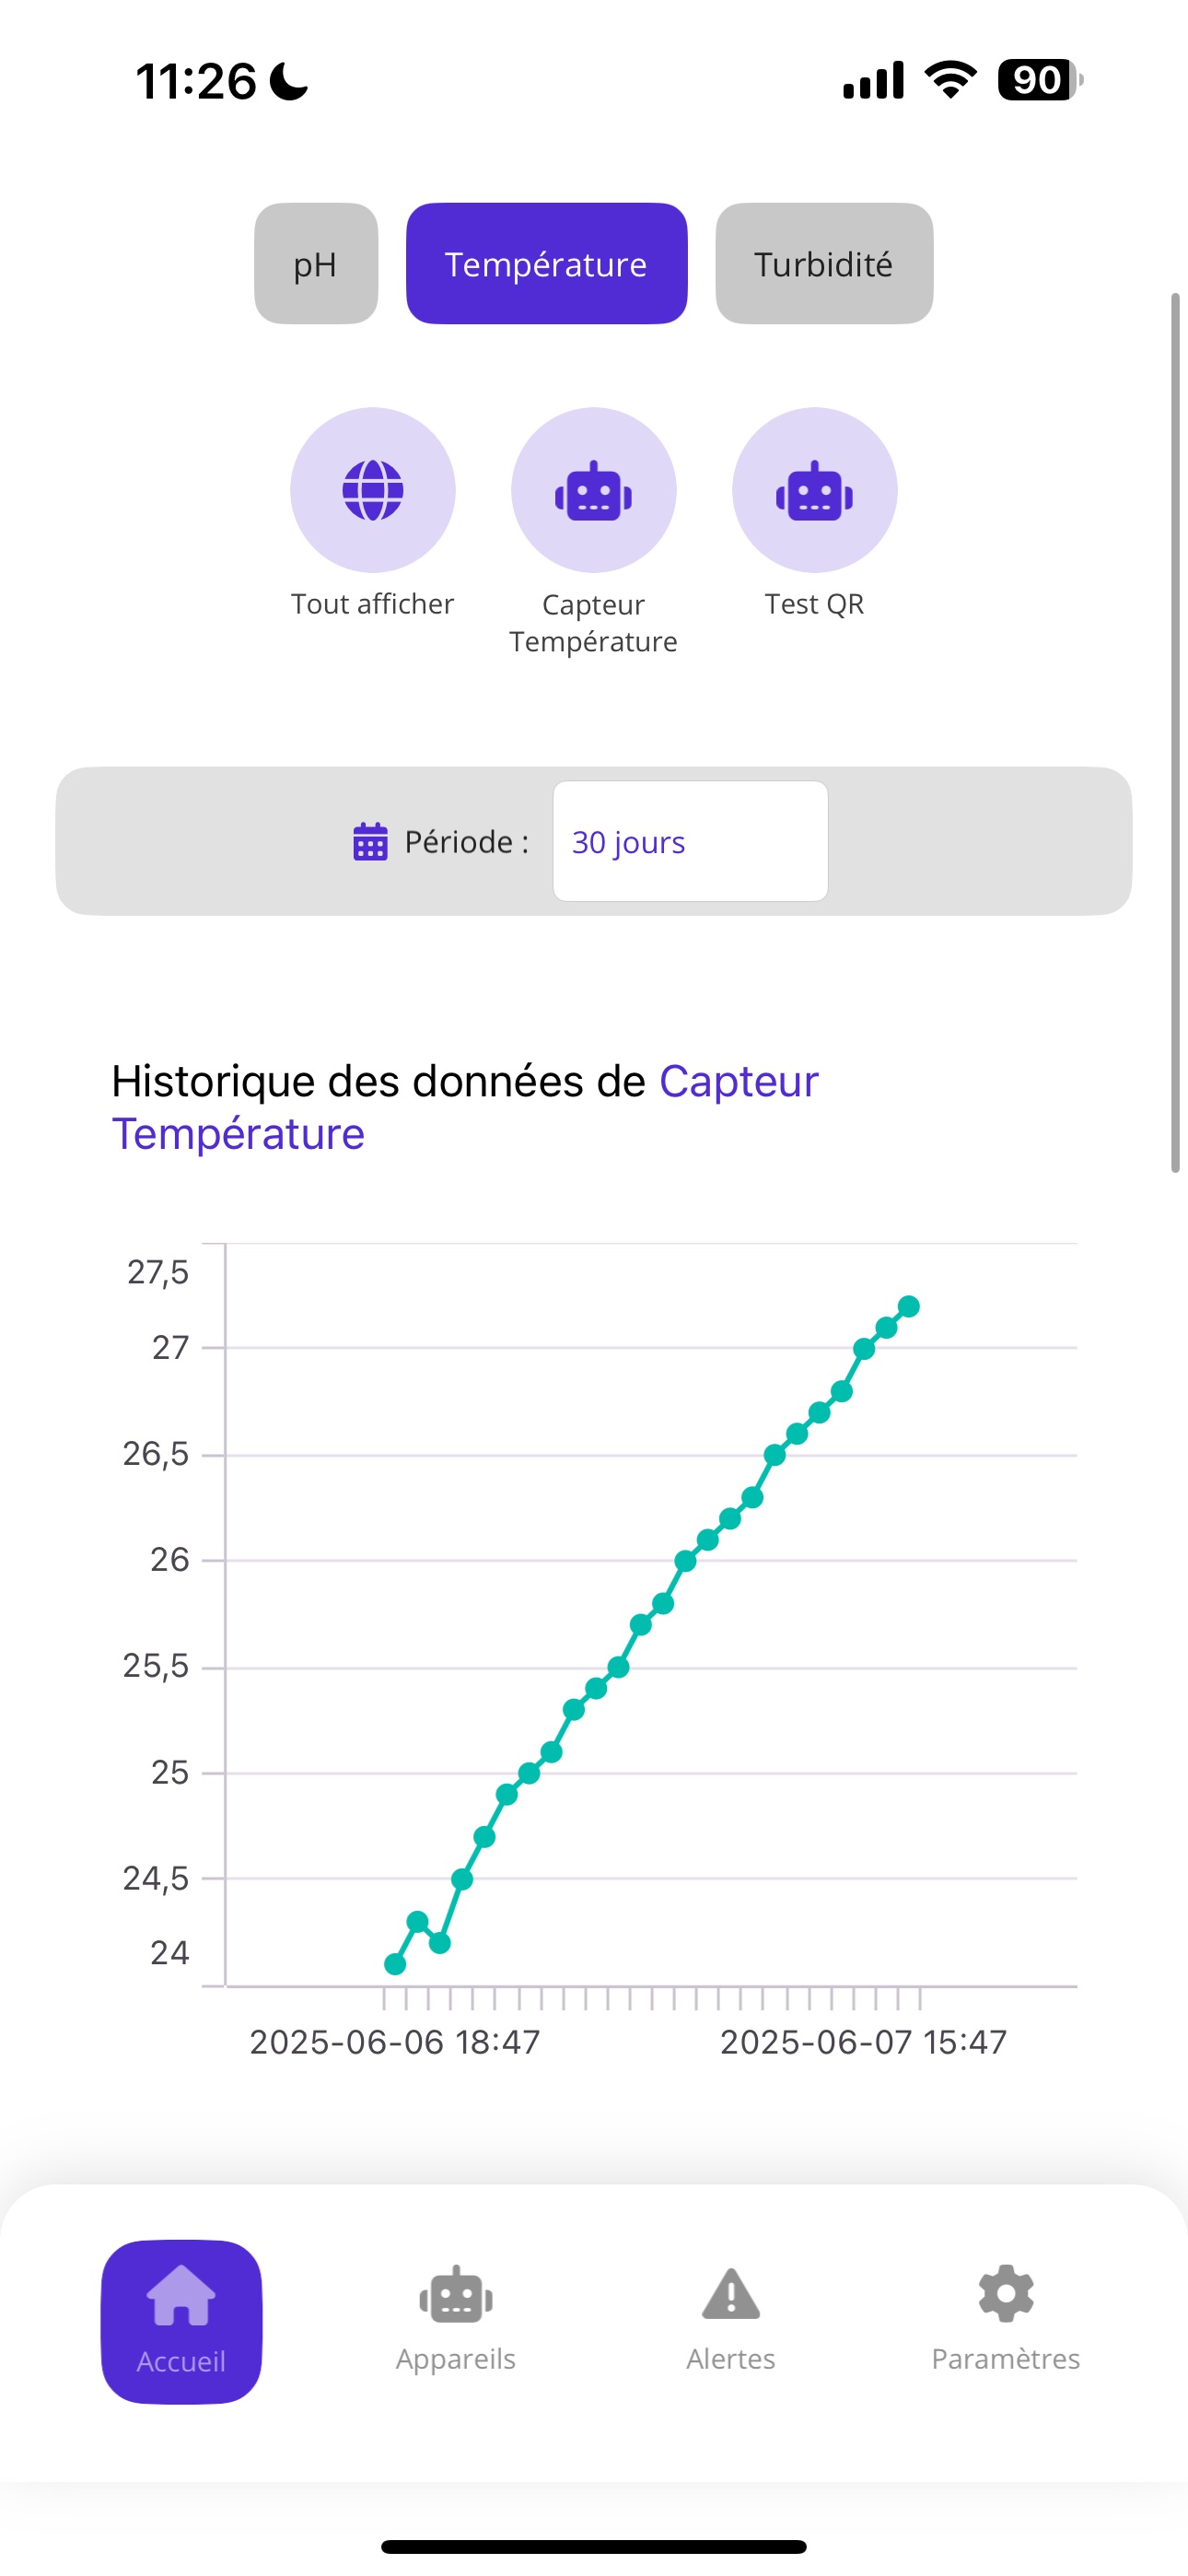 11:26
90
pH
Température
Turbidité
Tout afficher
Capteur
Température
Test QR
Période :
30 jours
Historique des données de Capteur
Température
27,5
27
26,5
26
25,5
25
24,5
24
2025-06-06 18:47
2025-06-07 15:47
Accueil
Appareils
Alertes
Paramètres